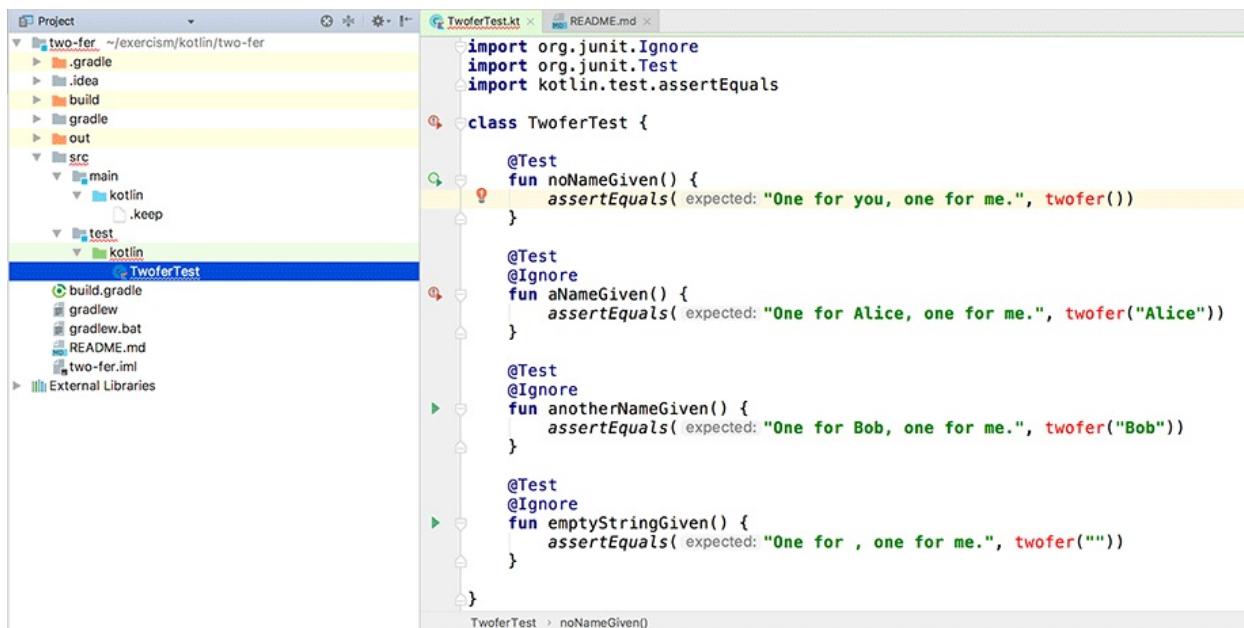 Project
TwoferTest.kt
README.md
two-fer ~/exercism/kotlin/two-fer
.gradle
.idea
build
gradle
out
src
main
kotlin
.keep
test
kotlin
TwoferTest
build.gradle
gradlew
gradlew.bat
README.md
two-fer.iml
External Libraries
import org.junit.Ignore
import org.junit.Test
import kotlin.test.assertEquals
class TwoferTest {
@Test
fun noNameGiven() {
assertEquals( expected: "One for you, one for me.", twofer())
}
@Test
@Ignore
fun aNameGiven() {
assertEquals( expected: "One for Alice, one for me.", twofer("Alice"))
}
@Test
@Ignore
fun anotherNameGiven() {
assertEquals( expected: "One for Bob, one for me.", twofer("Bob"))
}
@Test
@Ignore
fun emptyStringGiven() {
assertEquals( expected: "One for , one for me.", twofer(""))
}
}
TwoferTest › noNameGiven()